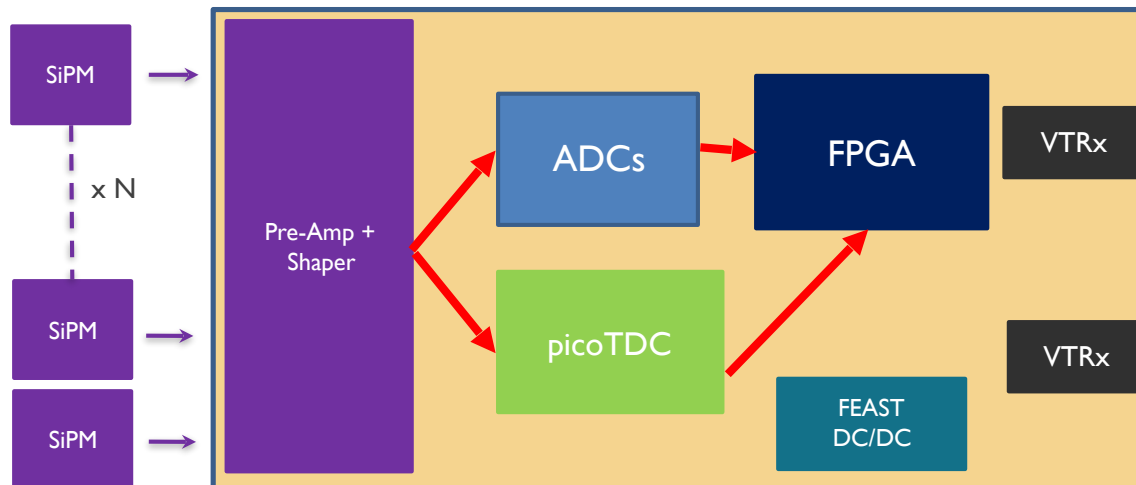 SiPM
x N
SiPM
SiPM
Pre-Amp +
Shaper
ADCs
picoTDC
FPGA
FEAST
DC/DC
VTRx
VTRx